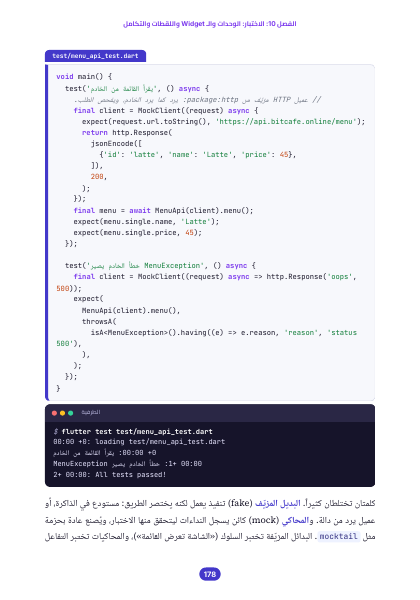 الفصل 10: الاختبار: الوحدات والـ Widget واللقطات والتكامل
test/menu_api_test.dart
void main() {
test('يقرأ القائمة من الخادم', () async {
// عميل HTTP مزيّف من package:http: يرد كما يرد الخادم، ويفحص الطلب.
final client = MockClient((request) async {
expect(request.url.toString(), 'https://api.bitcafe.online/menu');
return http.Response(
jsonEncode([
{'id': 'latte', 'name': 'Latte', 'price': 45},
]),
200,
);
});
final menu = await MenuApi(client).menu();
expect(menu.single.name, 'Latte');
expect(menu.single.price, 45);
});
test('خطأ الخادم يصير MenuException', () async {
final client = MockClient((request) async => http.Response('oops',
500));
expect(
MenuApi(client).menu(),
throwsA(
isA<MenuException>().having((e) => e.reason, 'reason', 'status
500'),
),
);
});
}
الطرفية
$ flutter test test/menu_api_test.dart
00:00 +0: loading test/menu_api_test.dart
00:00 +0: يقرأ القائمة من الخادم
00:00 +1: خطأ الخادم يصير MenuException
00:00 +2: All tests passed!
كلمتان تختلطان كثيراً. البديل المزيّف (fake) تنفيذ يعمل لكنه يختصر الطريق؛ مستودع في الذاكرة، أو
عميل يرد من دالة. والمحاكي (mock) كائن يسجل النداءات ليتحقق منها الاختبار، ويُصنع عادة بحزمة
مثل mocktail. البدائل المزيّفة تختبر السلوك («الشاشة تعرض القائمة»)، والمحاكيات تختبر التفاعل
178